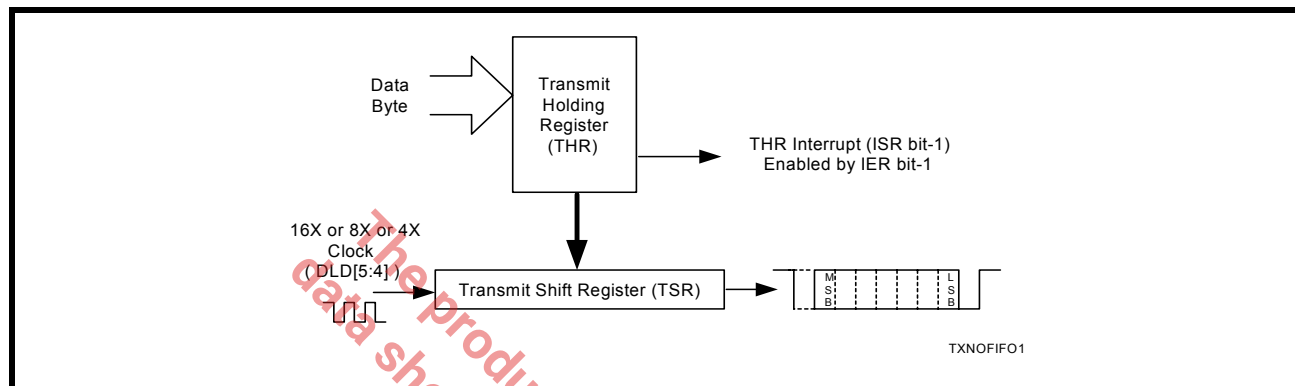 Data
Byte
Transmit
Holding
Register
(THR)
THR Interrupt (ISR bit-1)
Enabled by IER bit-1
16X or 8X or 4X
Clock
( DLD[5:4] )
Transmit Shift Register (TSR)
M
S
B
L
S
B
TXNOFIFO1
The produ
data she